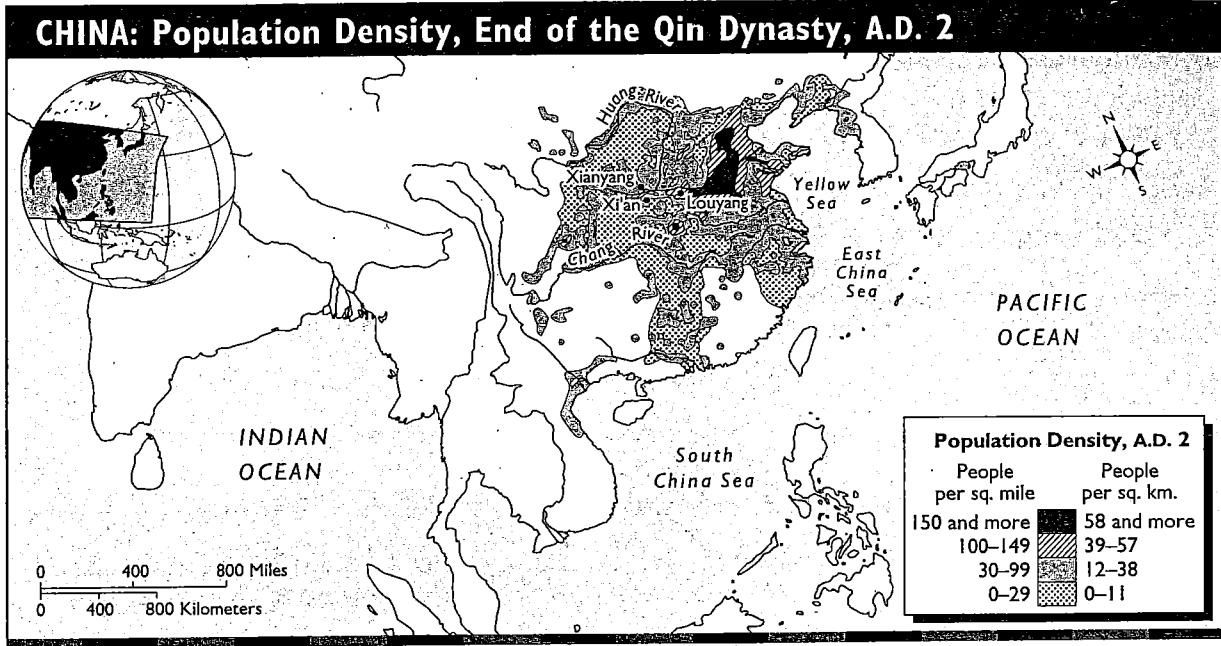 CHINA: Population Density, End of the Qin Dynasty, A.D. 2
Huong River
Xianyang
Xi'an
Louyang
Chang River
Yellow
Sea
East
China
Sea
PACIFIC
OCEAN
N
E
W
S
INDIAN
OCEAN
South
China Sea
0 400 800 Miles
0 400 800 Kilometers
Population Density, A.D. 2
People People
per sq. mile per sq. km.
150 and more 58 and more
100–149 39–57
30–99 12–38
0–29 0–11